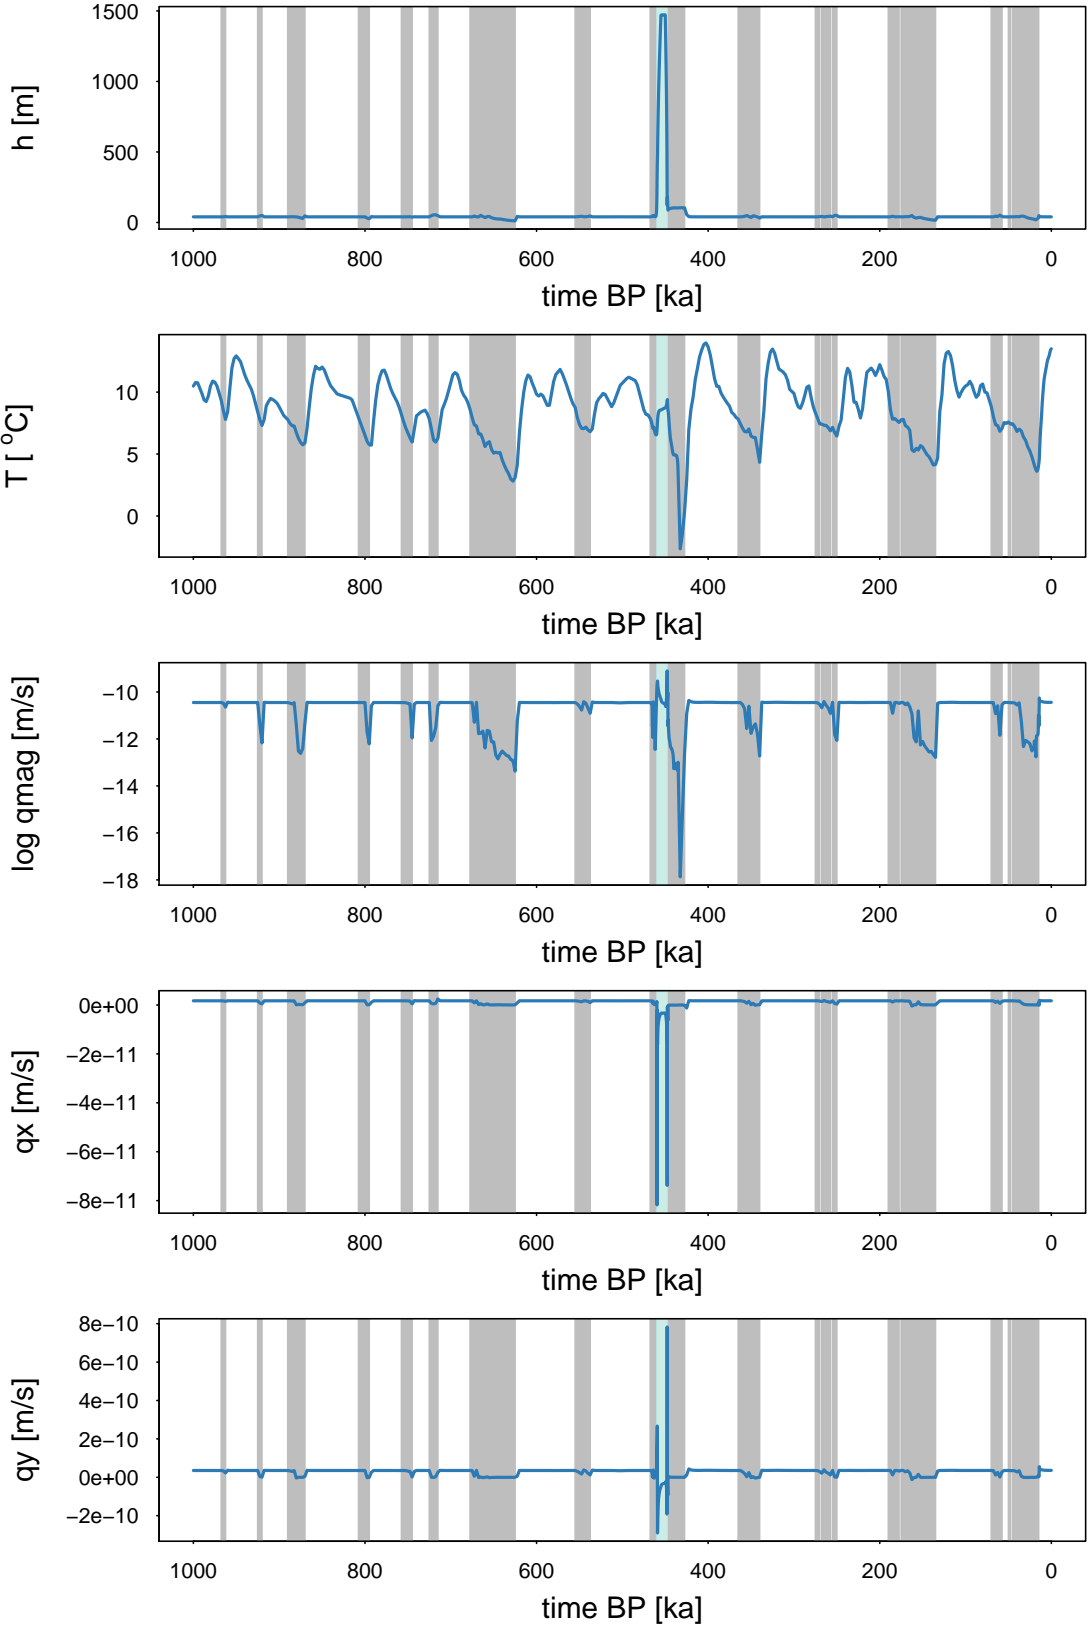 h [m]
1500
1000
500
0
1000 800 600 400 200 0
time BP [ka]
T [ °C]
10
5
0
1000 800 600 400 200 0
time BP [ka]
log qmag [m/s]
−10
−12
−14
−16
−18
1000 800 600 400 200 0
time BP [ka]
qx [m/s]
0e+00
−2e−11
−4e−11
−6e−11
−8e−11
1000 800 600 400 200 0
time BP [ka]
qy [m/s]
8e−10
6e−10
4e−10
2e−10
0e+00
−2e−10
1000 800 600 400 200 0
time BP [ka]